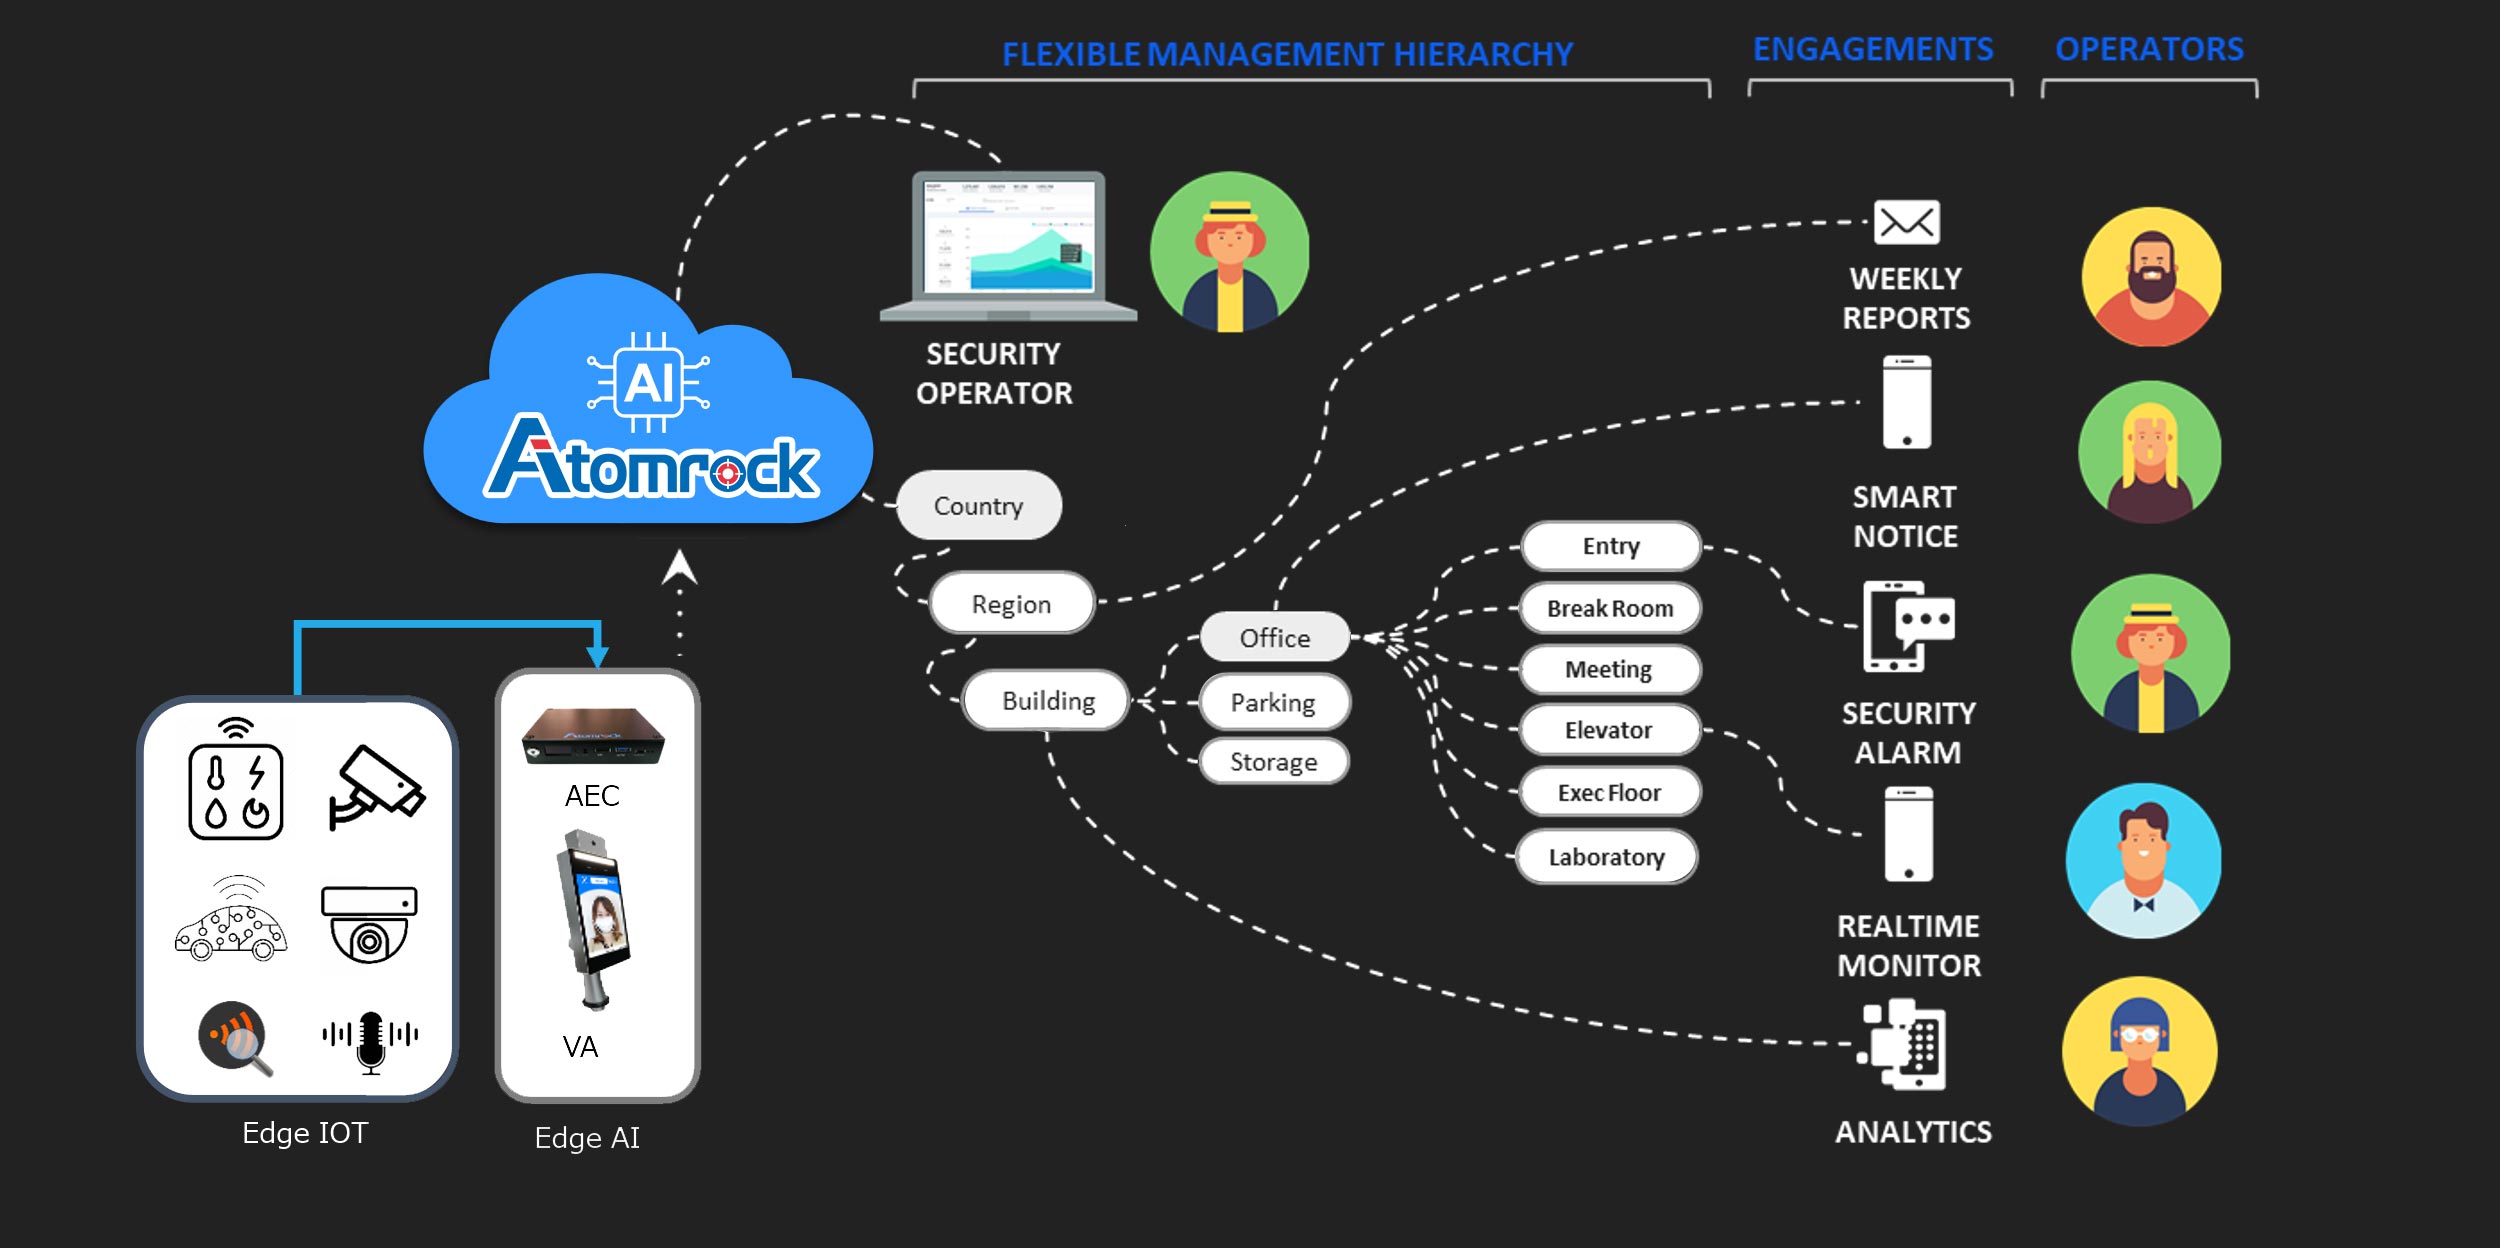 FLEXIBLE MANAGEMENT HIERARCHY
ENGAGEMENTS
OPERATORS
SECURITY
OPERATOR
AI
Atomrock
Country
Region
Building
Office
Parking
Storage
Entry
Break Room
Meeting
Elevator
Exec Floor
Laboratory
WEEKLY
REPORTS
SMART
NOTICE
SECURITY
ALARM
REALTIME
MONITOR
ANALYTICS
Atomrock
AEC
VA
Edge IOT
Edge AI